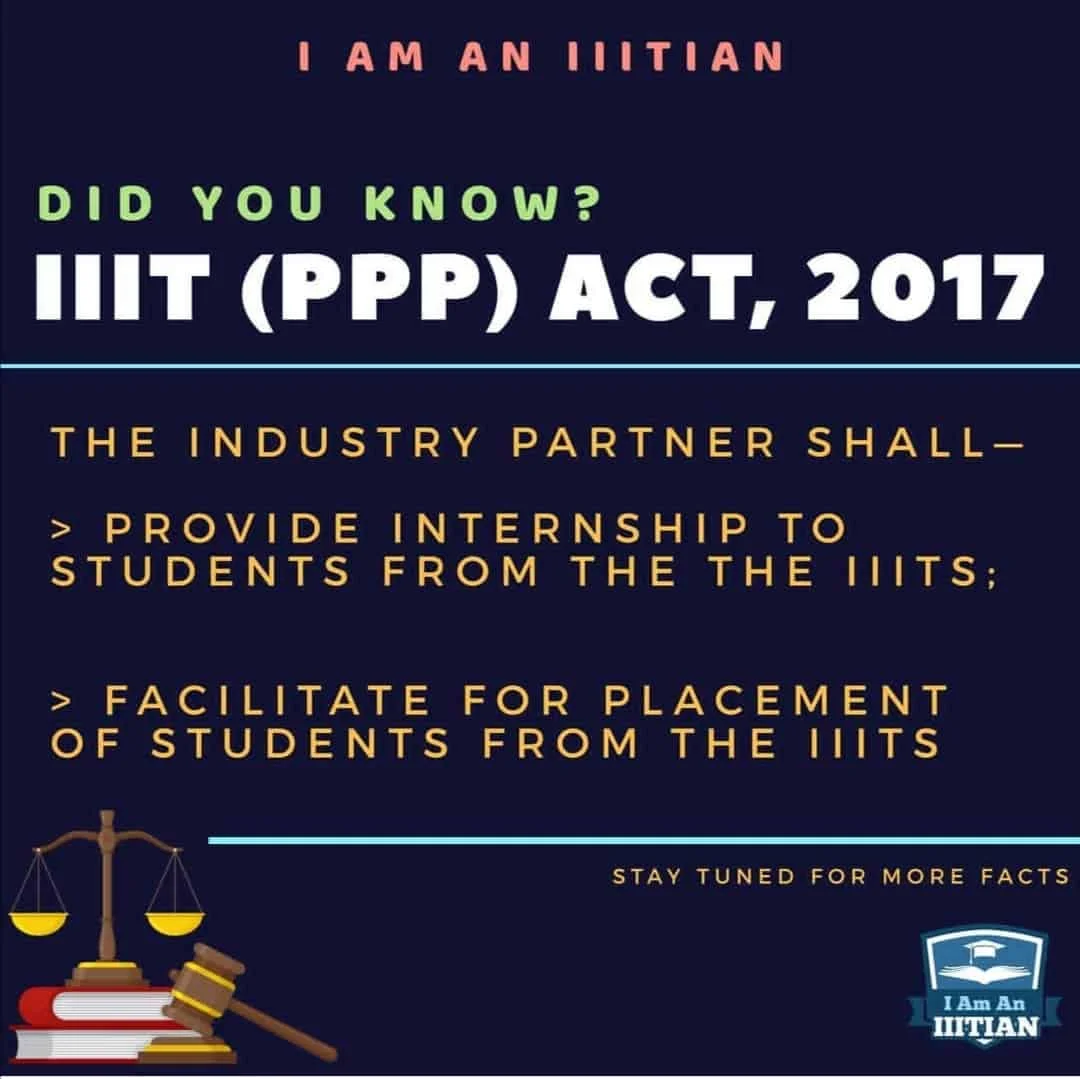 I AM AN IIITIAN
DID YOU KNOW?
IIIT (PPP) ACT, 2017
THE INDUSTRY PARTNER SHALL—
> PROVIDE INTERNSHIP TO
STUDENTS FROM THE THE IIITS;
> FACILITATE FOR PLACEMENT
OF STUDENTS FROM THE IIITS
STAY TUNED FOR MORE FACTS
I Am An
IIITIAN